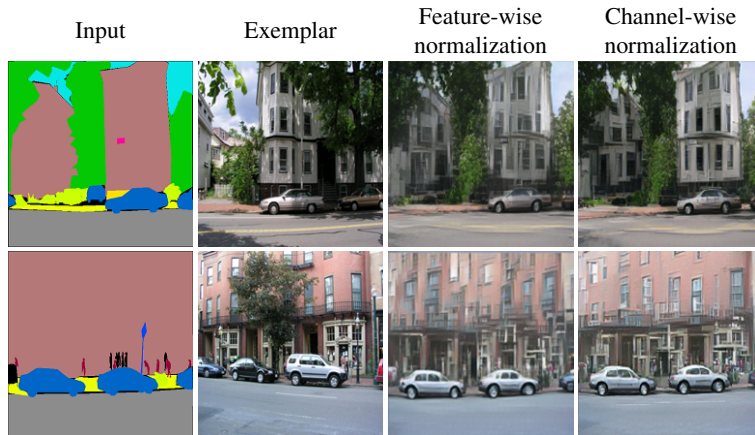 Input
Exemplar
Feature-wise
normalization
Channel-wise
normalization